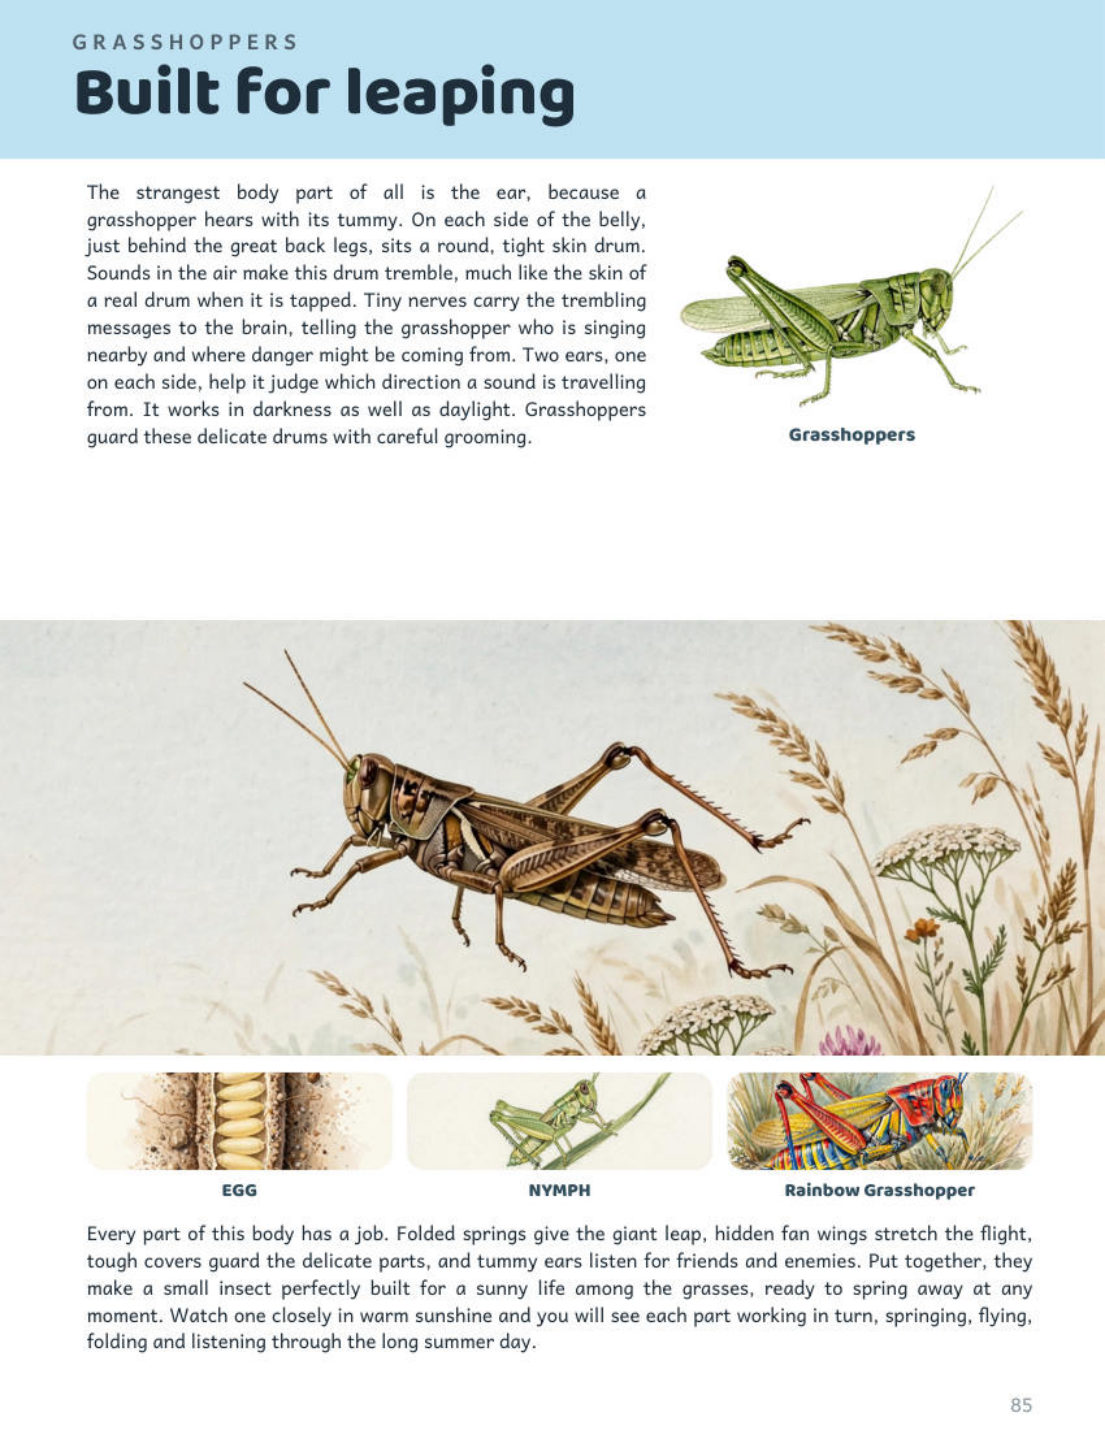 GRASSHOPPERS
Built for leaping
The strangest body part of all is the ear, because a
grasshopper hears with its tummy. On each side of the belly,
just behind the great back legs, sits a round, tight skin drum.
Sounds in the air make this drum tremble, much like the skin of
a real drum when it is tapped. Tiny nerves carry the trembling
messages to the brain, telling the grasshopper who is singing
nearby and where danger might be coming from. Two ears, one
on each side, help it judge which direction a sound is travelling
from. It works in darkness as well as daylight. Grasshoppers
guard these delicate drums with careful grooming.
Grasshoppers
EGG
NYMPH
Rainbow Grasshopper
Every part of this body has a job. Folded springs give the giant leap, hidden fan wings stretch the flight,
tough covers guard the delicate parts, and tummy ears listen for friends and enemies. Put together, they
make a small insect perfectly built for a sunny life among the grasses, ready to spring away at any
moment. Watch one closely in warm sunshine and you will see each part working in turn, springing, flying,
folding and listening through the long summer day.
85